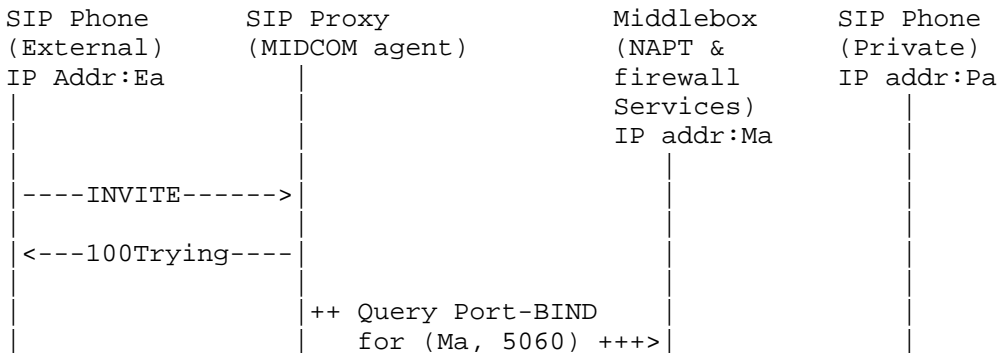 SIP Phone       SIP Proxy                 Middlebox     SIP Phone
(External)      (MIDCOM agent)            (NAPT &       (Private)
IP Addr:Ea          |                     firewall      IP addr:Pa
|                   |                     Services)         |
|                   |                     IP addr:Ma        |
|                   |                        |              |
|----INVITE------>|                        |              |
|                   |                        |              |
|<---100Trying----|                        |              |
|                   |                        |              |
|                   |++ Query Port-BIND      |              |
|                   |   for (Ma, 5060) +++>|              |